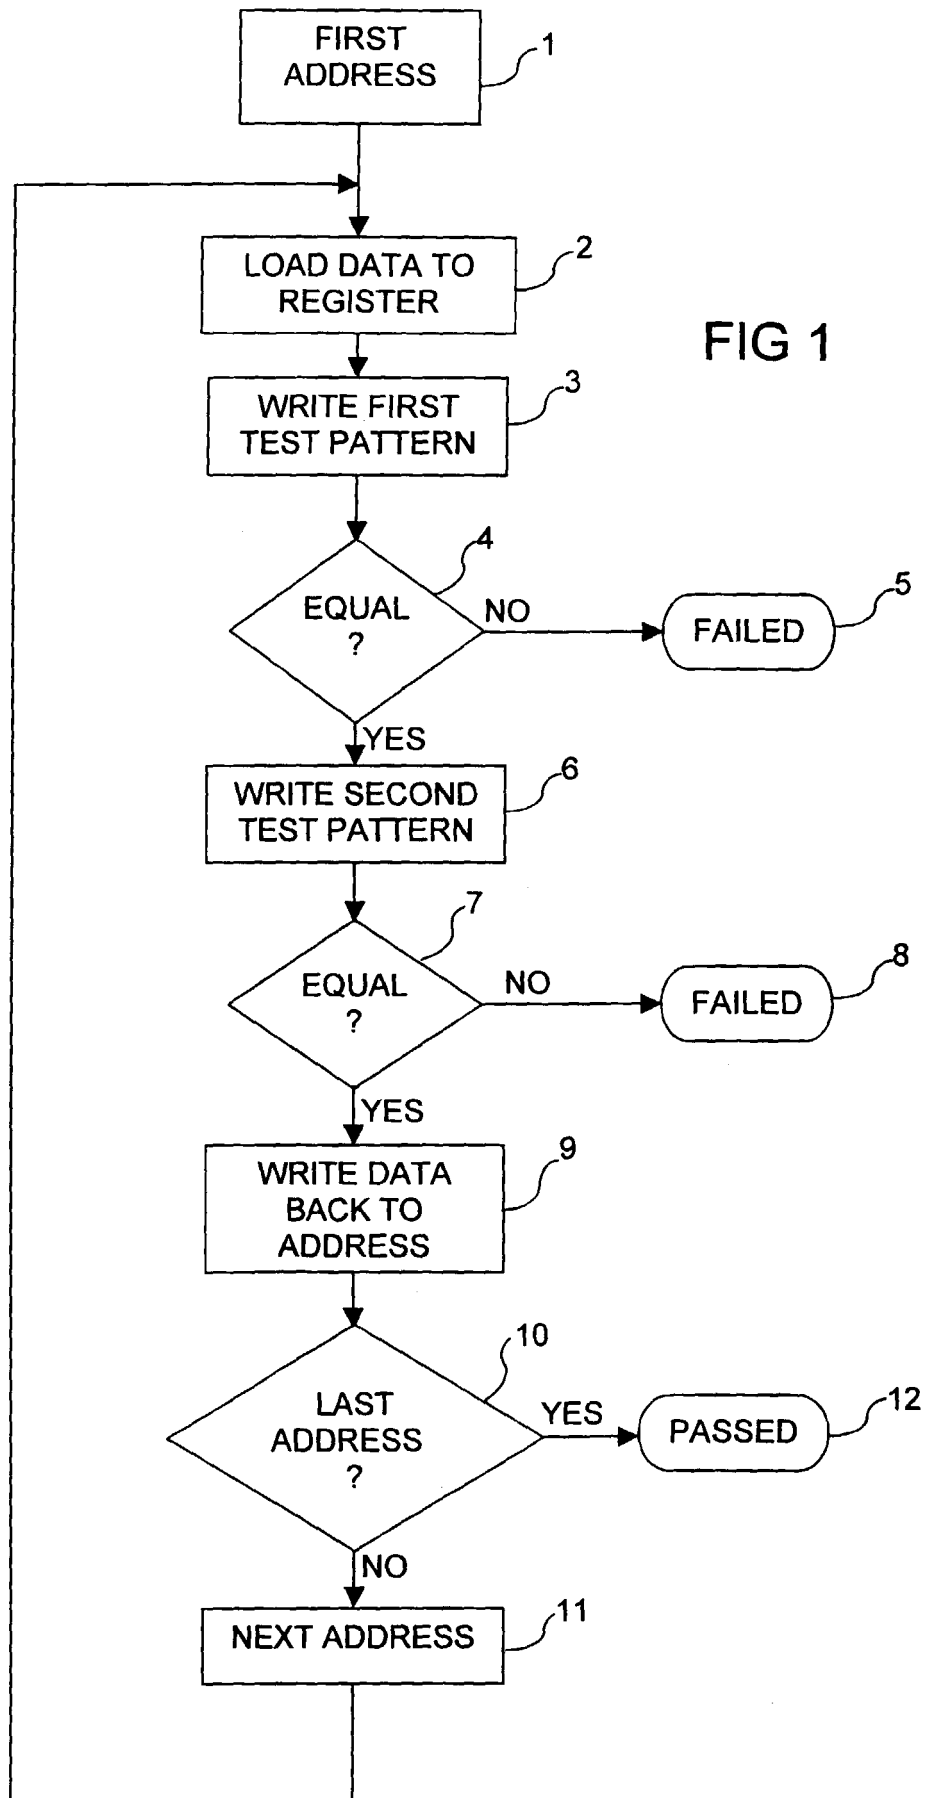 FIRST
ADDRESS
1
LOAD DATA TO
REGISTER
2
FIG 1
WRITE FIRST
TEST PATTERN
3
EQUAL
?
4
NO
FAILED
5
YES
WRITE SECOND
TEST PATTERN
6
EQUAL
?
7
NO
FAILED
8
YES
WRITE DATA
BACK TO
ADDRESS
9
LAST
ADDRESS
?
10
YES
PASSED
12
NO
NEXT ADDRESS
11